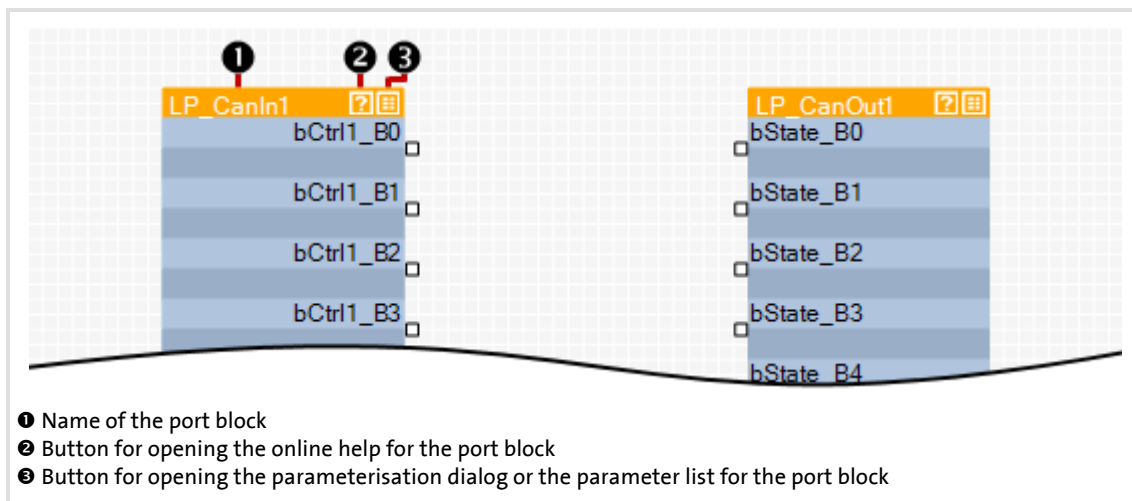 ❶ ❷ ❸
LP_CanIn1 ?
bCtrl1_B0
bCtrl1_B1
bCtrl1_B2
bCtrl1_B3
LP_CanOut1 ?
bState_B0
bState_B1
bState_B2
bState_B3
bState_B4
❶ Name of the port block
❷ Button for opening the online help for the port block
❸ Button for opening the parameterisation dialog or the parameter list for the port block